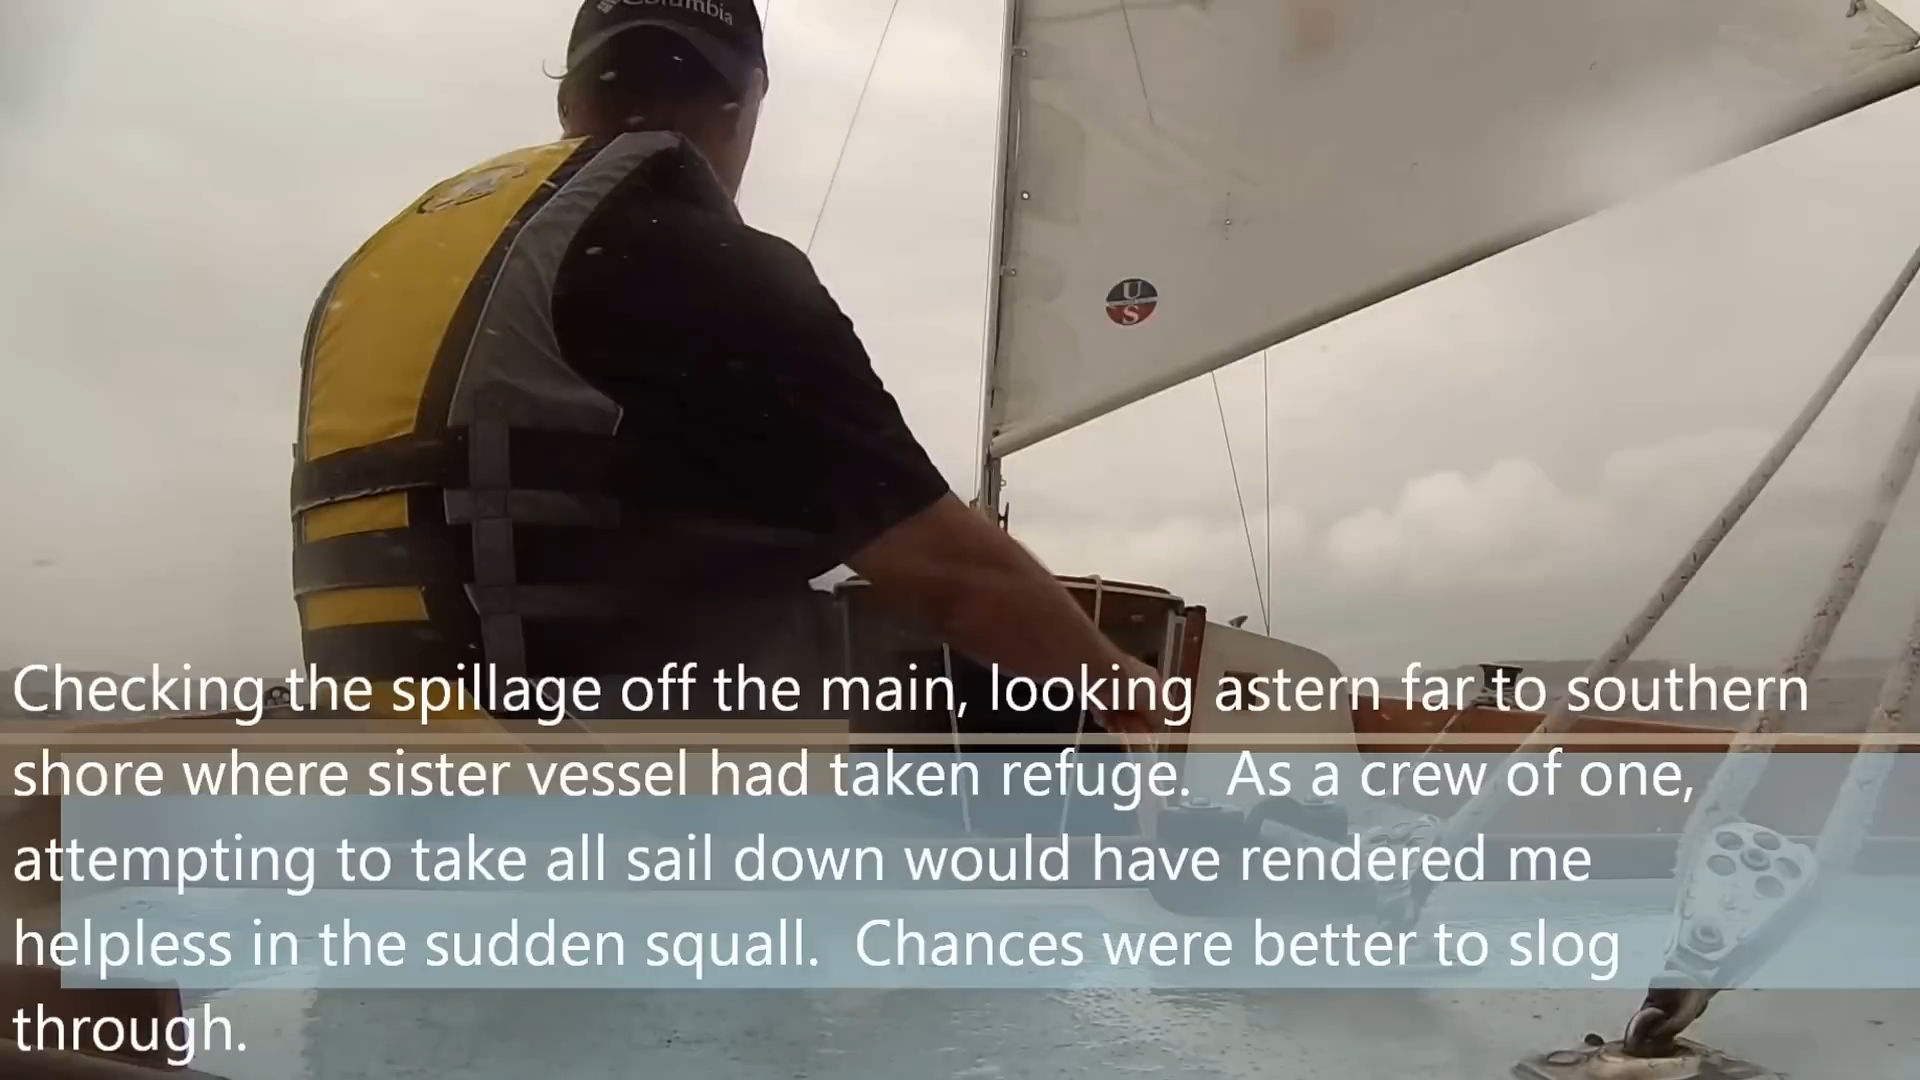 Columbia
U
S
Checking the spillage off the main, looking astern far to southern
shore where sister vessel had taken refuge.  As a crew of one,
attempting to take all sail down would have rendered me
helpless in the sudden squall.  Chances were better to slog
through.